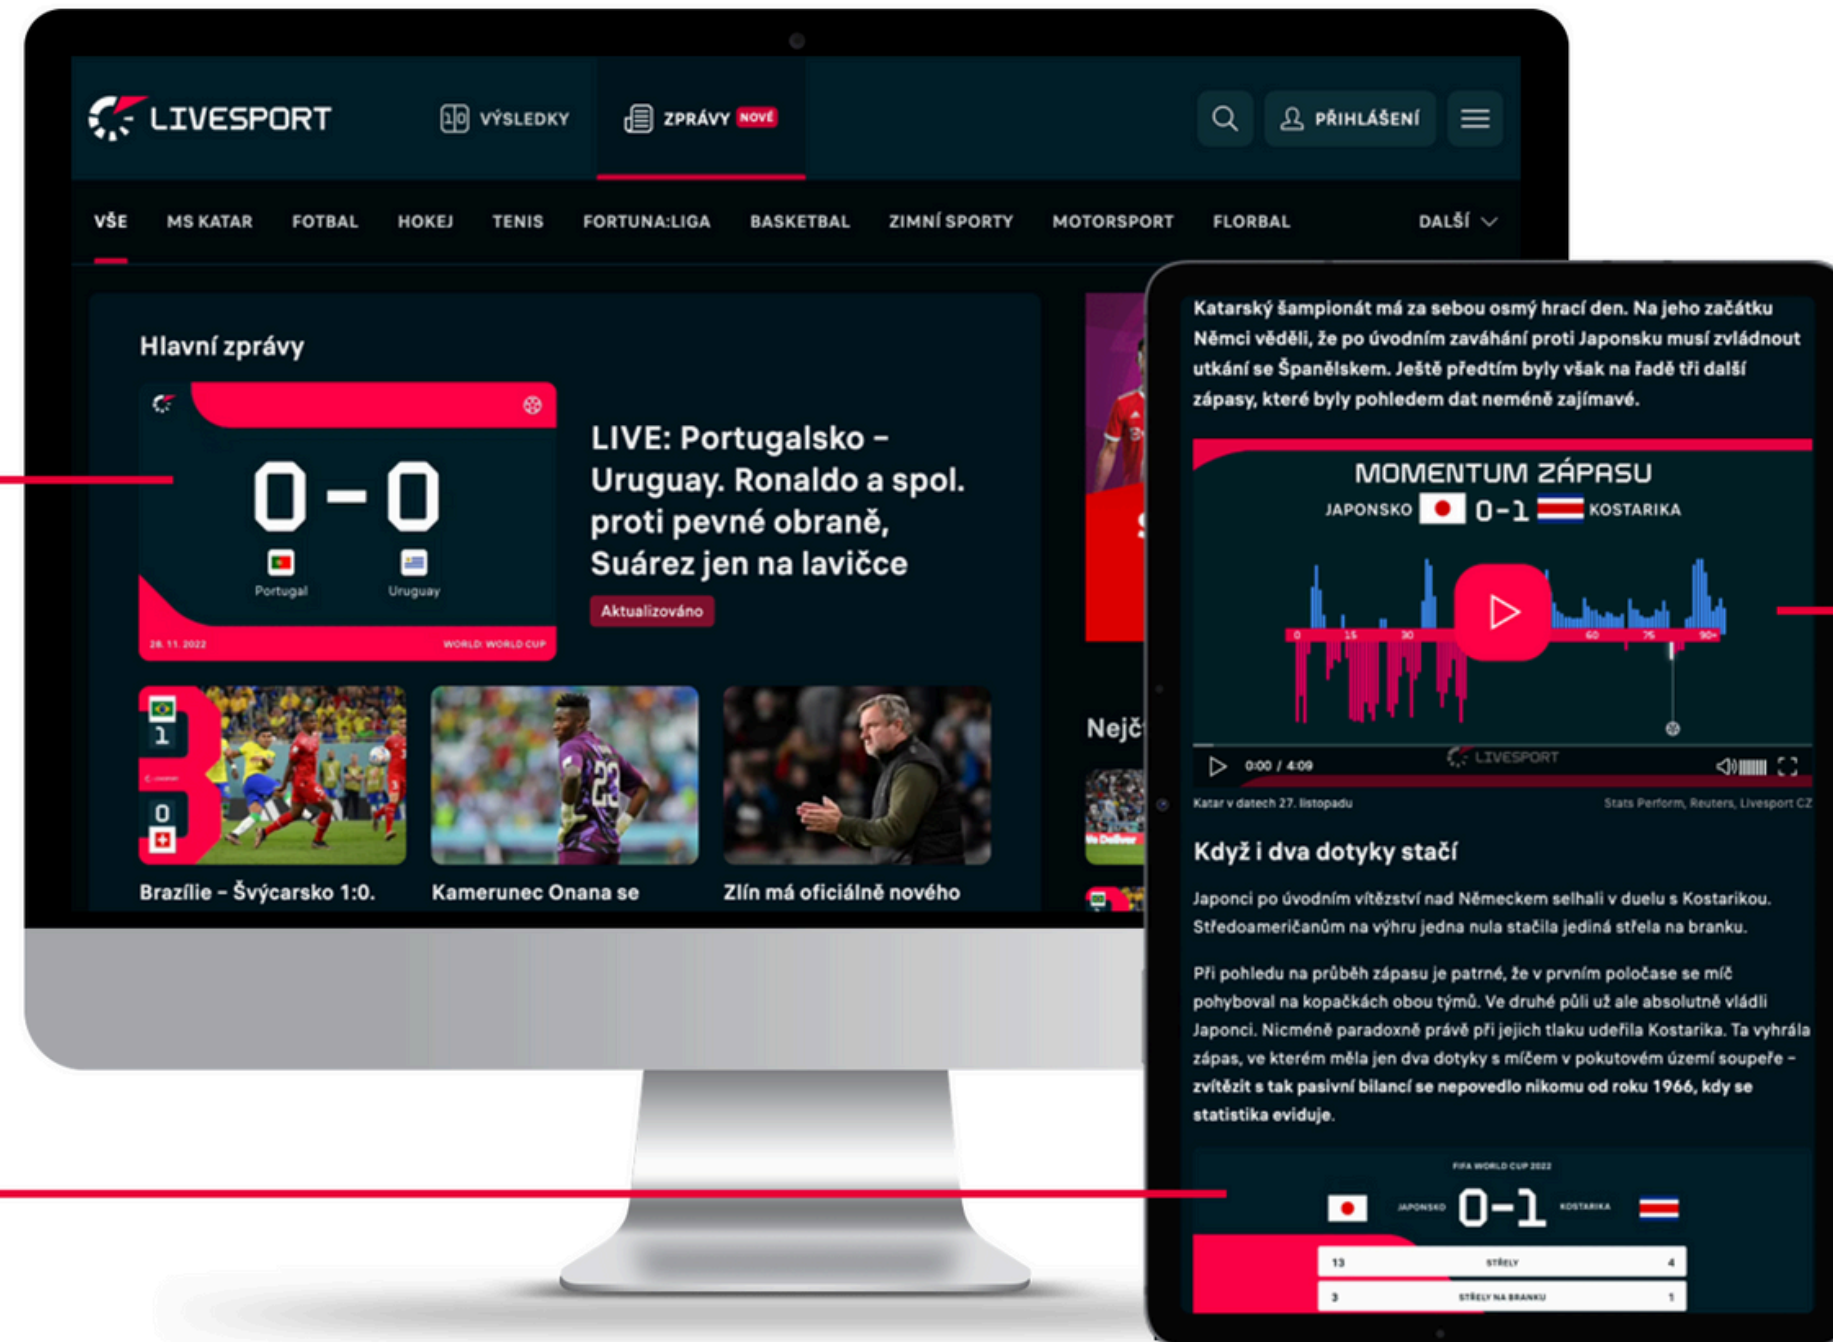 LIVESPORT
10 VÝSLEDKY
ZPRÁVY NOVÉ
PŘIHLÁŠENÍ
VŠE MS KATAR FOTBAL HOKEJ TENIS FORTUNA:LIGA BASKETBAL ZIMNÍ SPORTY MOTORSPORT FLORBAL DALŠÍ
Hlavní zprávy
0-0
Portugal Uruguay
28. 11. 2022 WORLD: WORLD CUP
LIVE: Portugalsko –
Uruguay. Ronaldo a spol.
proti pevné obraně,
Suárez jen na lavičce
Aktualizováno
1
0
23
Brazílie – Švýcarsko 1:0.
Kamerunec Onana se
Zlín má oficiálně nového
Nejč
Katarský šampionát má za sebou osmý hrací den. Na jeho začátku
Němci věděli, že po úvodním zaváhání proti Japonsku musí zvládnout
utkání se Španělskem. Ještě předtím byly však na řadě tři další
zápasy, které byly pohledem dat neméně zajímavé.
MOMENTUM ZÁPASU
JAPONSKO 0-1 KOSTARIKA
0 15 30 60 75 90+
LIVESPORT
0:00 / 4:09
Katar v datech 27. listopadu
Stats Perform, Reuters, Livesport CZ
Když i dva dotyky stačí
Japonci po úvodním vítězství nad Německem selhali v duelu s Kostarikou.
Středoameričanům na výhru jedna nula stačila jediná střela na branku.
Při pohledu na průběh zápasu je patrné, že v prvním poločase se míč
pohyboval na kopačkách obou týmů. Ve druhé půli už ale absolutně vládli
Japonci. Nicméně paradoxně právě při jejich tlaku udeřila Kostarika. Ta vyhrála
zápas, ve kterém měla jen dva dotyky s míčem v pokutovém území soupeře –
zvítězit s tak pasivní bilancí se nepovedlo nikomu od roku 1966, kdy se
statistika eviduje.
FIFA WORLD CUP 2022
JAPONSKO 0-1 KOSTARIKA
13 STŘELY 4
3 STŘELY NA BRANKU 1